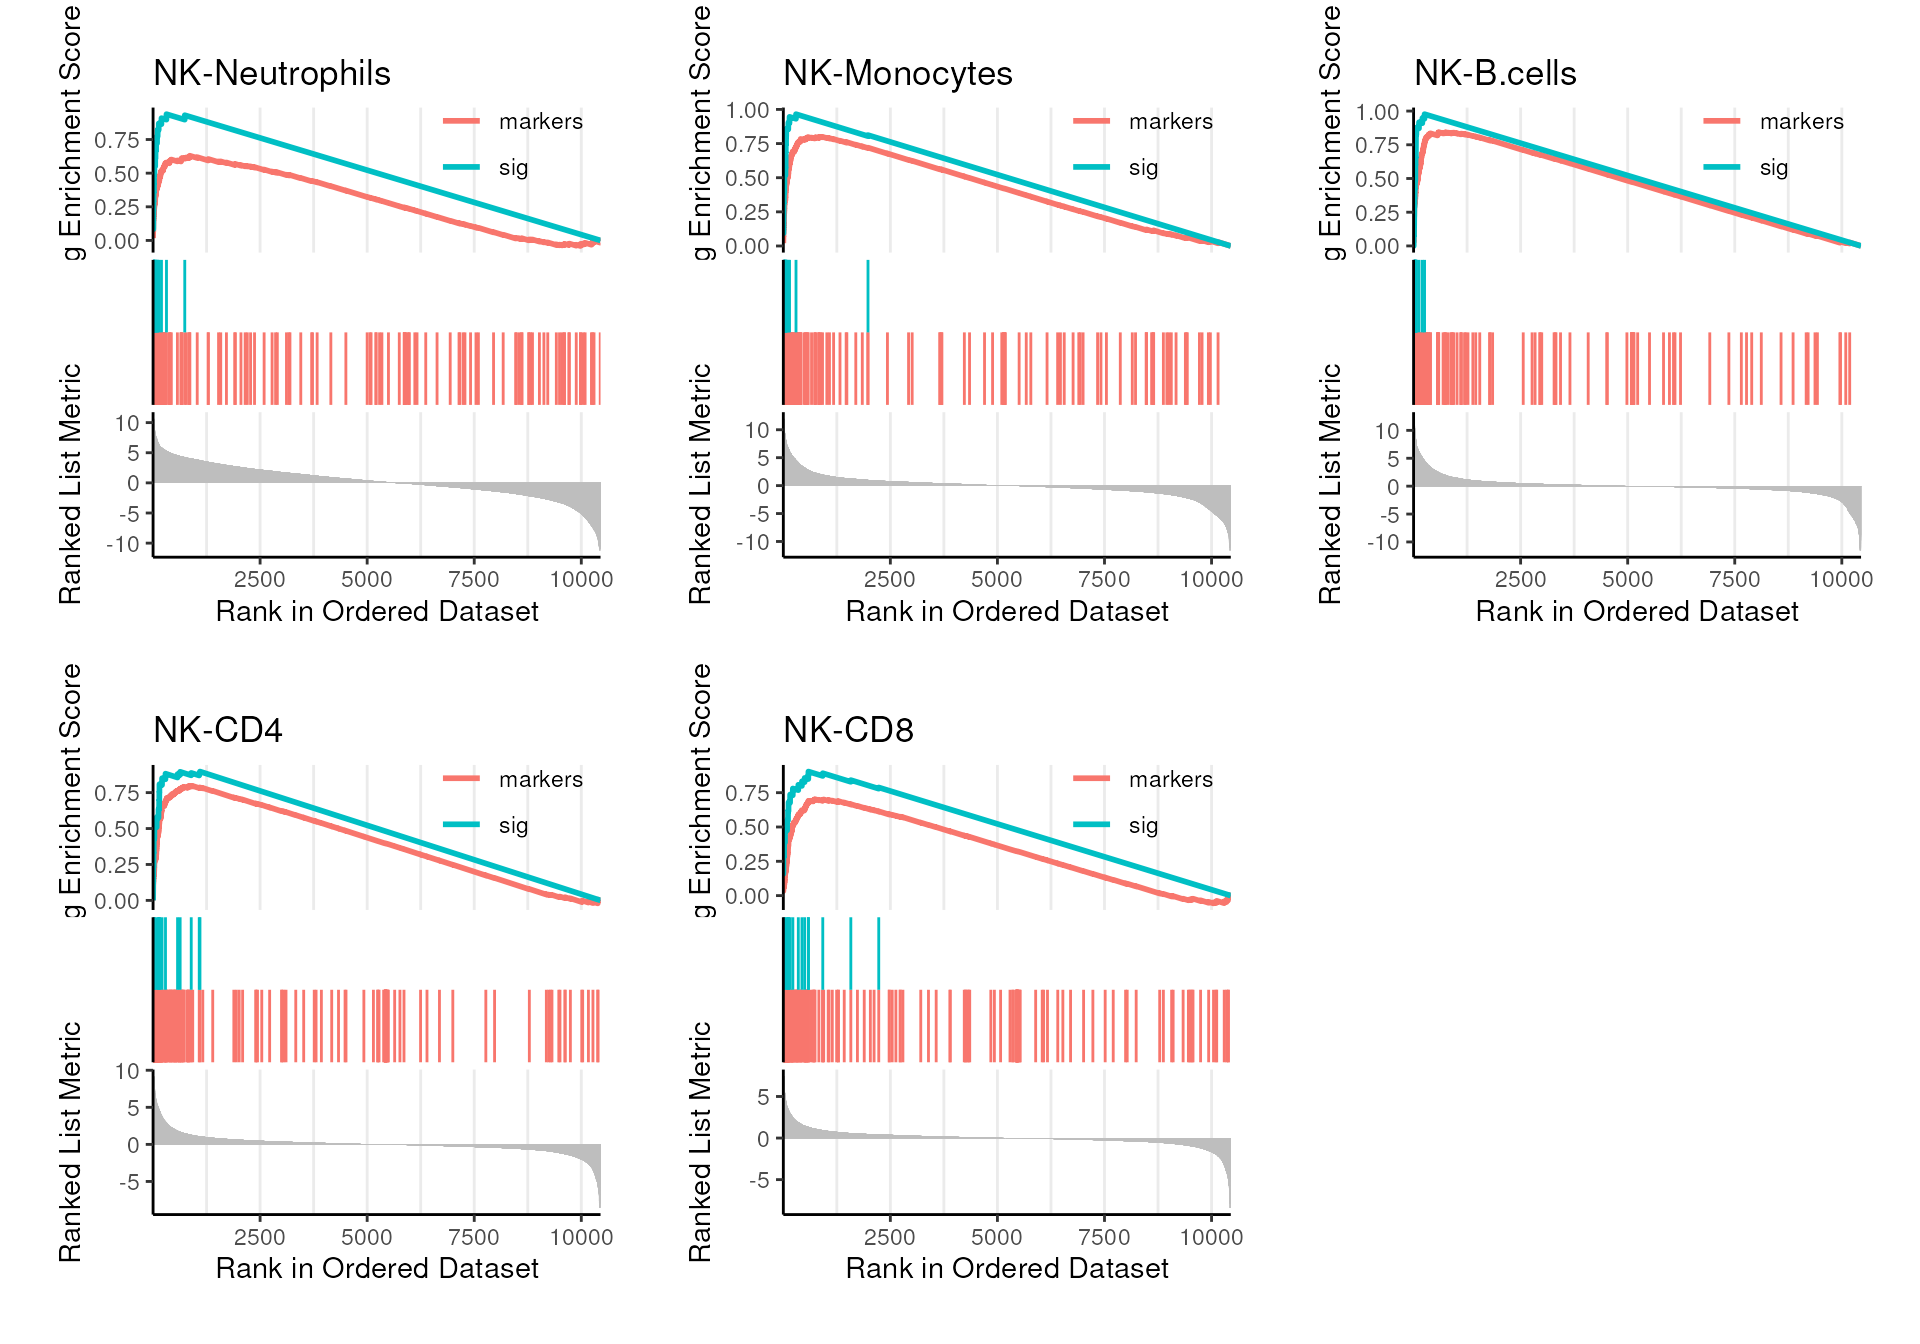 NK-Neutrophils
g Enrichment Score
0.75
0.50
0.25
0.00
markers
sig
Ranked List Metric
10
5
0
-5
-10
2500 5000 7500 10000
Rank in Ordered Dataset
NK-Monocytes
g Enrichment Score
1.00
0.75
0.50
0.25
0.00
markers
sig
Ranked List Metric
10
5
0
-5
-10
2500 5000 7500 10000
Rank in Ordered Dataset
NK-B.cells
g Enrichment Score
1.00
0.75
0.50
0.25
0.00
markers
sig
Ranked List Metric
10
5
0
-5
-10
2500 5000 7500 10000
Rank in Ordered Dataset
NK-CD4
g Enrichment Score
0.75
0.50
0.25
0.00
markers
sig
Ranked List Metric
10
5
0
-5
2500 5000 7500 10000
Rank in Ordered Dataset
NK-CD8
g Enrichment Score
0.75
0.50
0.25
0.00
markers
sig
Ranked List Metric
5
0
-5
2500 5000 7500 10000
Rank in Ordered Dataset